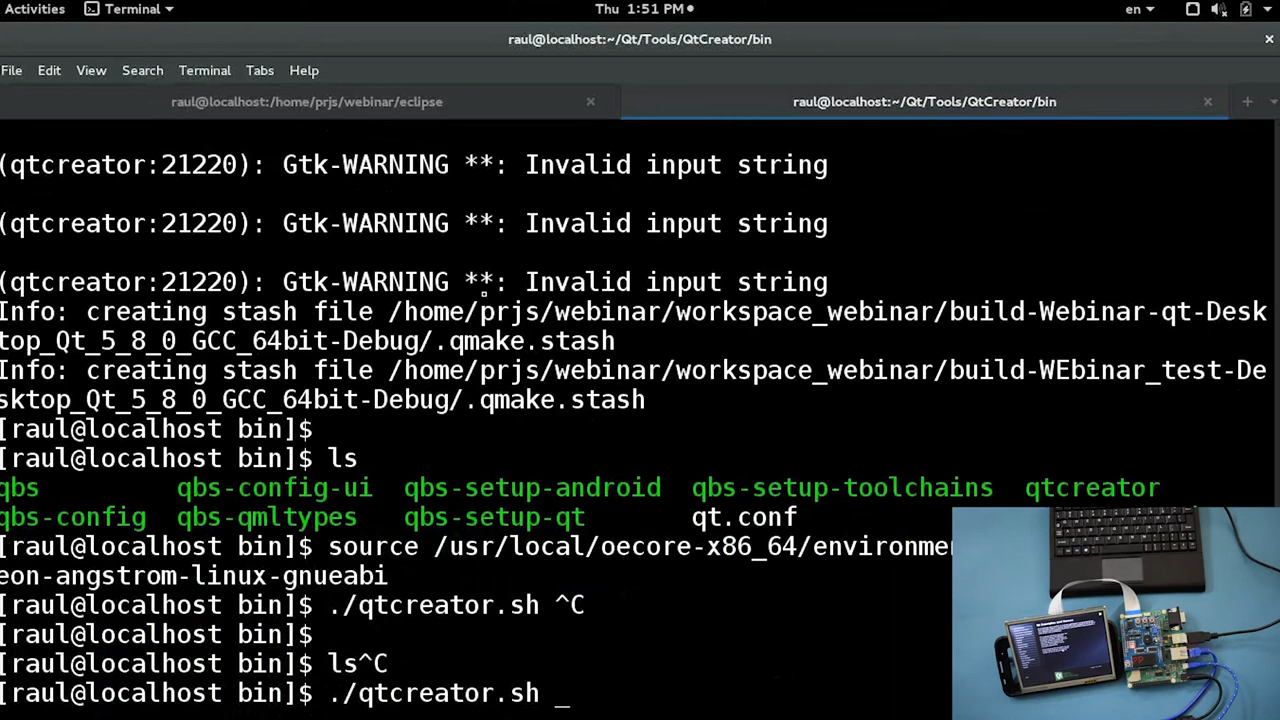 Activities Terminal Thu 1:51 PM en
raul@localhost:~/Qt/Tools/QtCreator/bin
File Edit View Search Terminal Tabs Help
raul@localhost:/home/prjs/webinar/eclipse raul@localhost:~/Qt/Tools/QtCreator/bin
(qtcreator:21220): Gtk-WARNING **: Invalid input string
(qtcreator:21220): Gtk-WARNING **: Invalid input string
(qtcreator:21220): Gtk-WARNING **: Invalid input string
Info: creating stash file /home/prjs/webinar/workspace_webinar/build-Webinar-qt-Desk
top_Qt_5_8_0_GCC_64bit-Debug/.qmake.stash
Info: creating stash file /home/prjs/webinar/workspace_webinar/build-WEbinar_test-De
sktop_Qt_5_8_0_GCC_64bit-Debug/.qmake.stash
[raul@localhost bin]$
[raul@localhost bin]$ ls
qbs qbs-config-ui qbs-setup-android qbs-setup-toolchains qtcreator
qbs-config qbs-qmltypes qbs-setup-qt qt.conf
[raul@localhost bin]$ source /usr/local/oecore-x86_64/environme
eon-angstrom-linux-gnueabi
[raul@localhost bin]$ ./qtcreator.sh ^C
[raul@localhost bin]$
[raul@localhost bin]$ ls^C
[raul@localhost bin]$ ./qtcreator.sh _